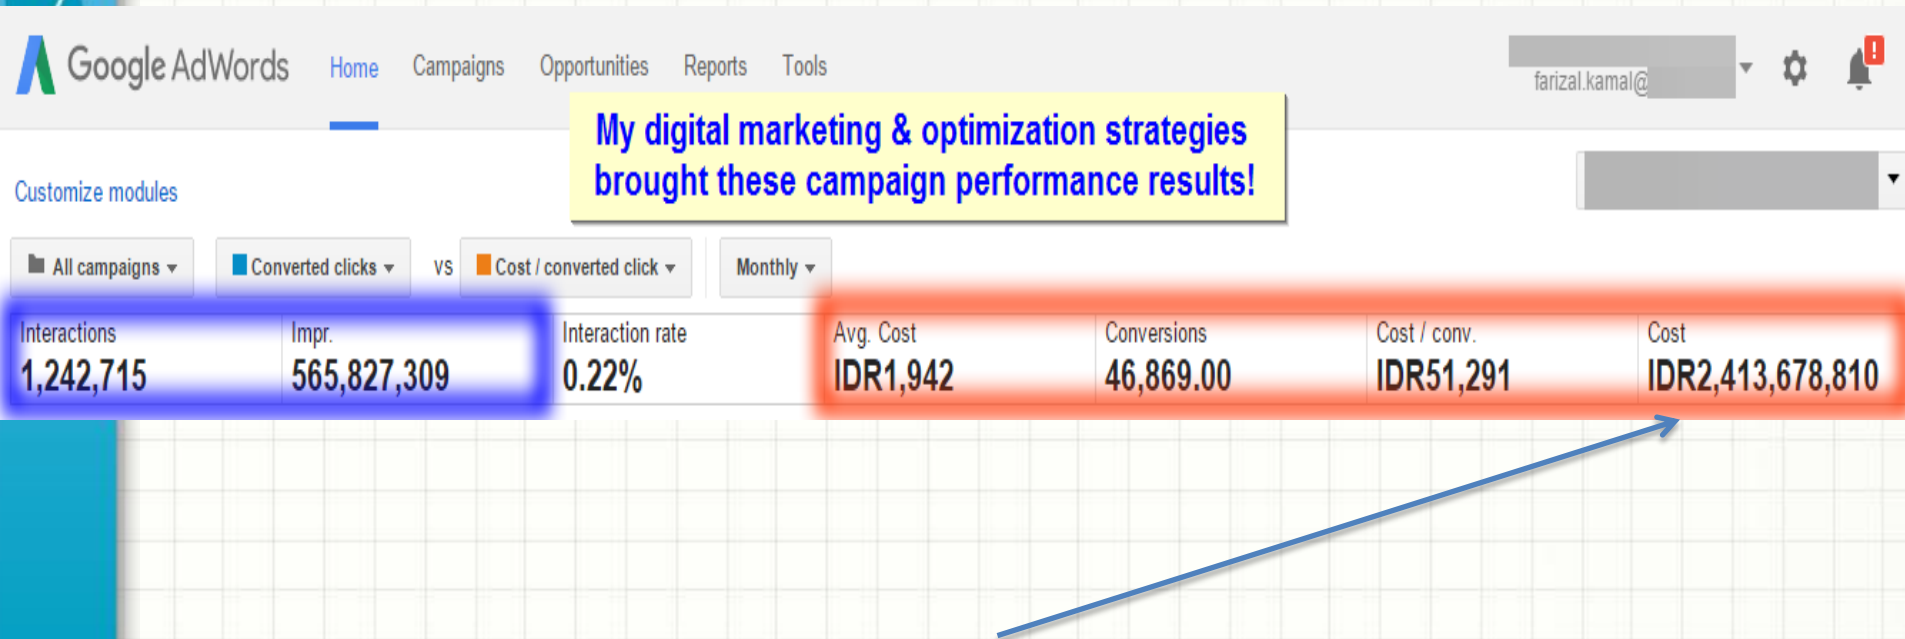 Google AdWords Home Campaigns Opportunities Reports Tools
farizal.kamal@
!
My digital marketing & optimization strategies
brought these campaign performance results!
Customize modules
All campaigns Converted clicks VS Cost / converted click Monthly
Interactions Impr. Interaction rate Avg. Cost Conversions Cost / conv. Cost
1,242,715 565,827,309 0.22% IDR1,942 46,869.00 IDR51,291 IDR2,413,678,810